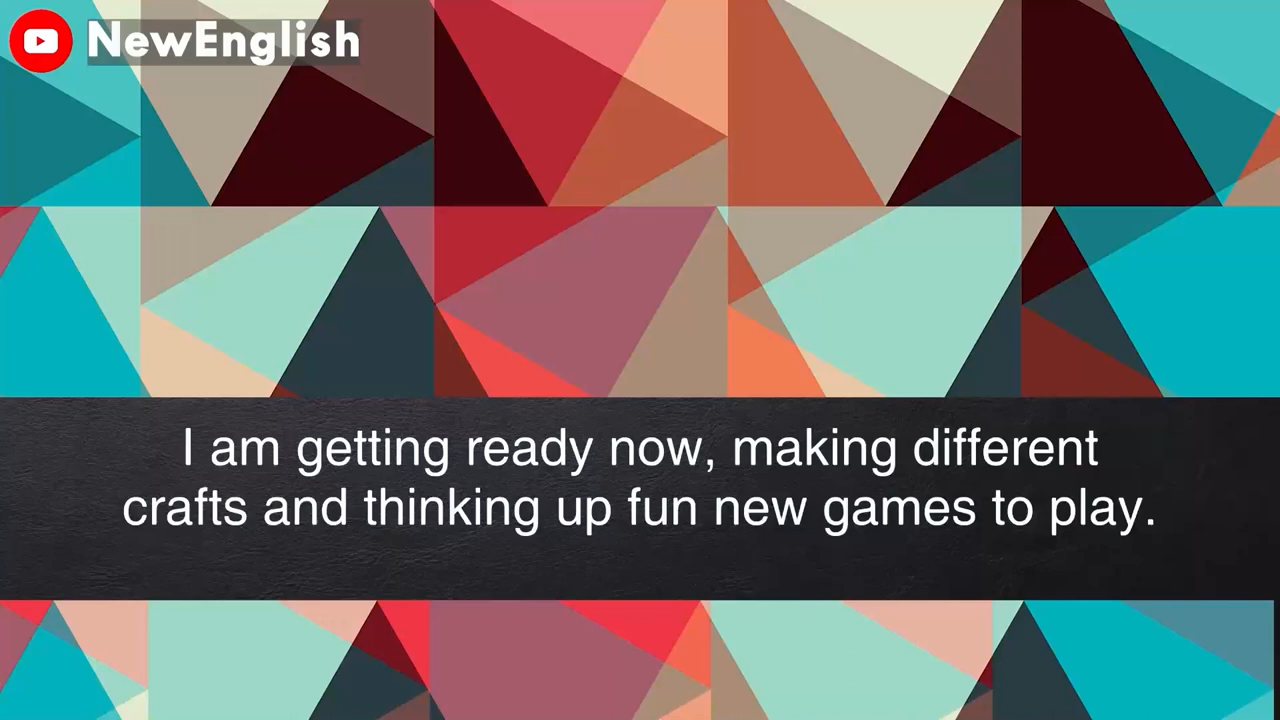 NewEnglish
I am getting ready now, making different
crafts and thinking up fun new games to play.